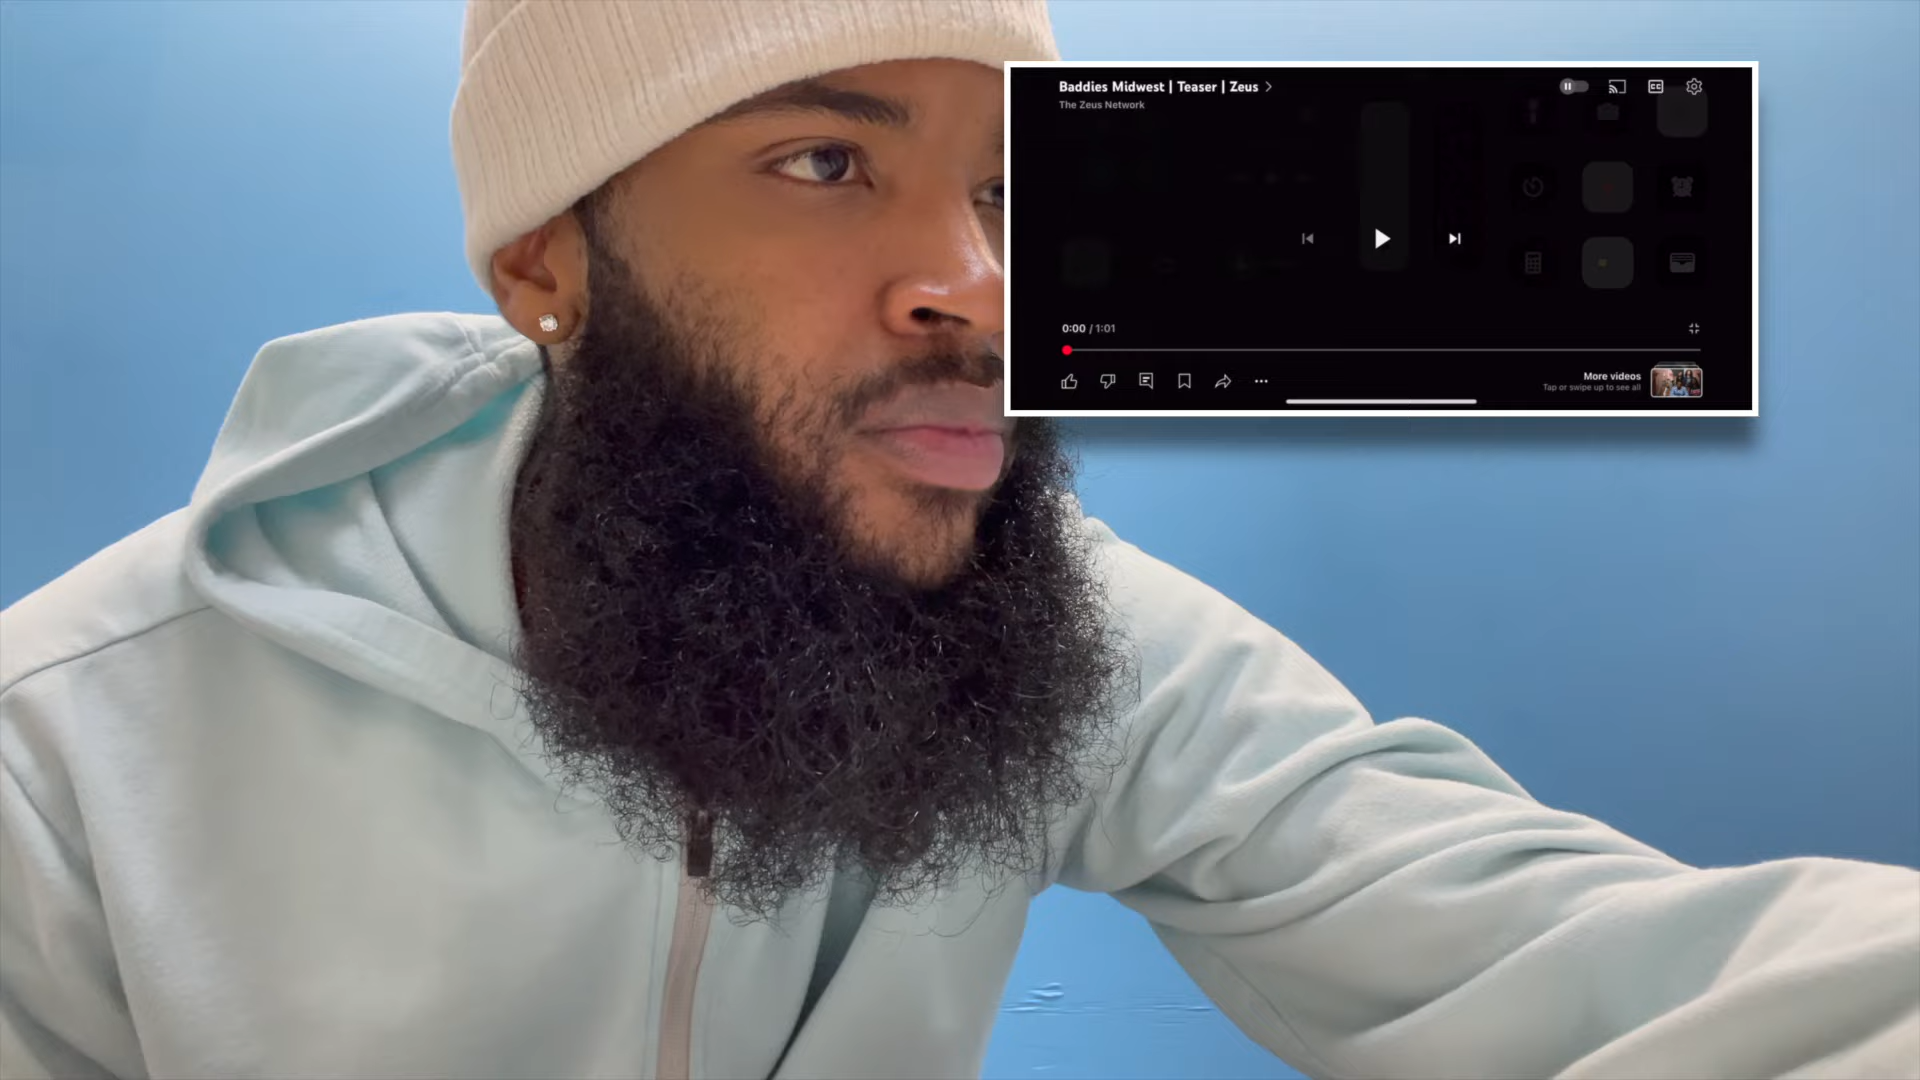 Baddies Midwest | Teaser | Zeus
The Zeus Network
CC
0:00 / 1:01
More videos
Tap or swipe up to see all